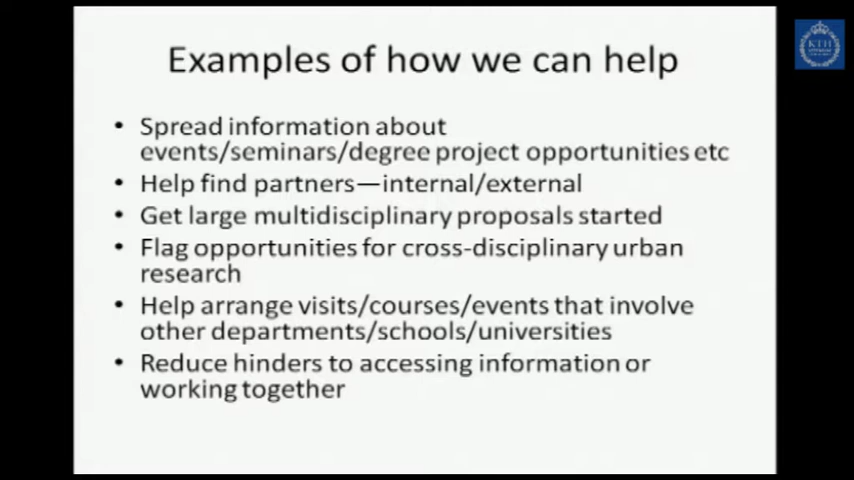 Examples of how we can help
• Spread information about
events/seminars/degree project opportunities etc
• Help find partners—internal/external
• Get large multidisciplinary proposals started
• Flag opportunities for cross-disciplinary urban
research
• Help arrange visits/courses/events that involve
other departments/schools/universities
• Reduce hinders to accessing information or
working together
KTH